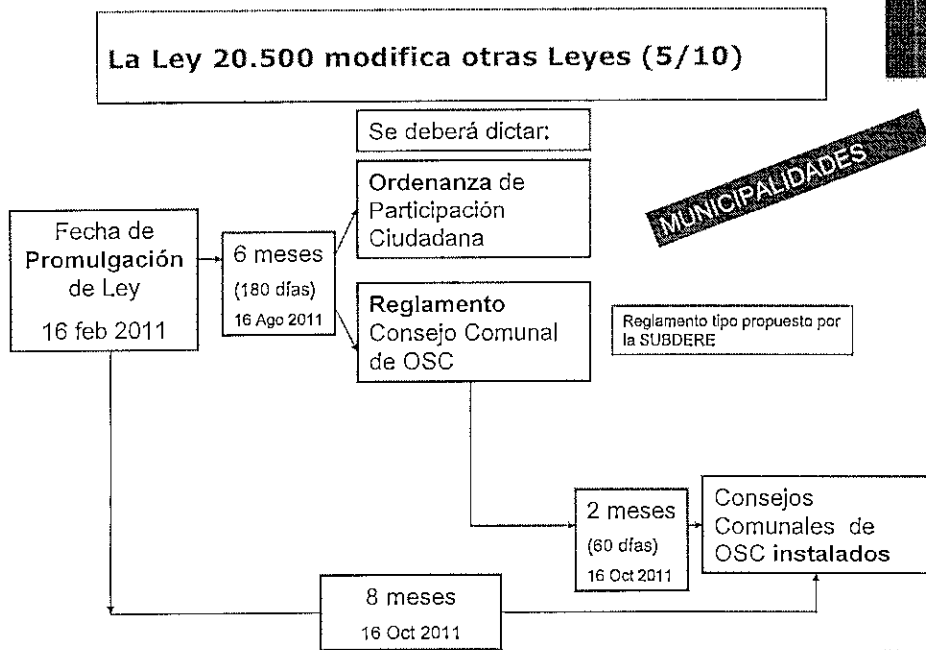 La Ley 20.500 modifica otras Leyes (5/10)
Se deberá dictar:
MUNICIPALIDADES
Ordenanza de
Participación
Ciudadana
Fecha de
Promulgación
de Ley
16 feb 2011
6 meses
(180 días)
16 Ago 2011
Reglamento
Consejo Comunal
de OSC
Reglamento tipo propuesto por
la SUBDERE
2 meses
(60 días)
16 Oct 2011
Consejos
Comunales de
OSC instalados
8 meses
16 Oct 2011